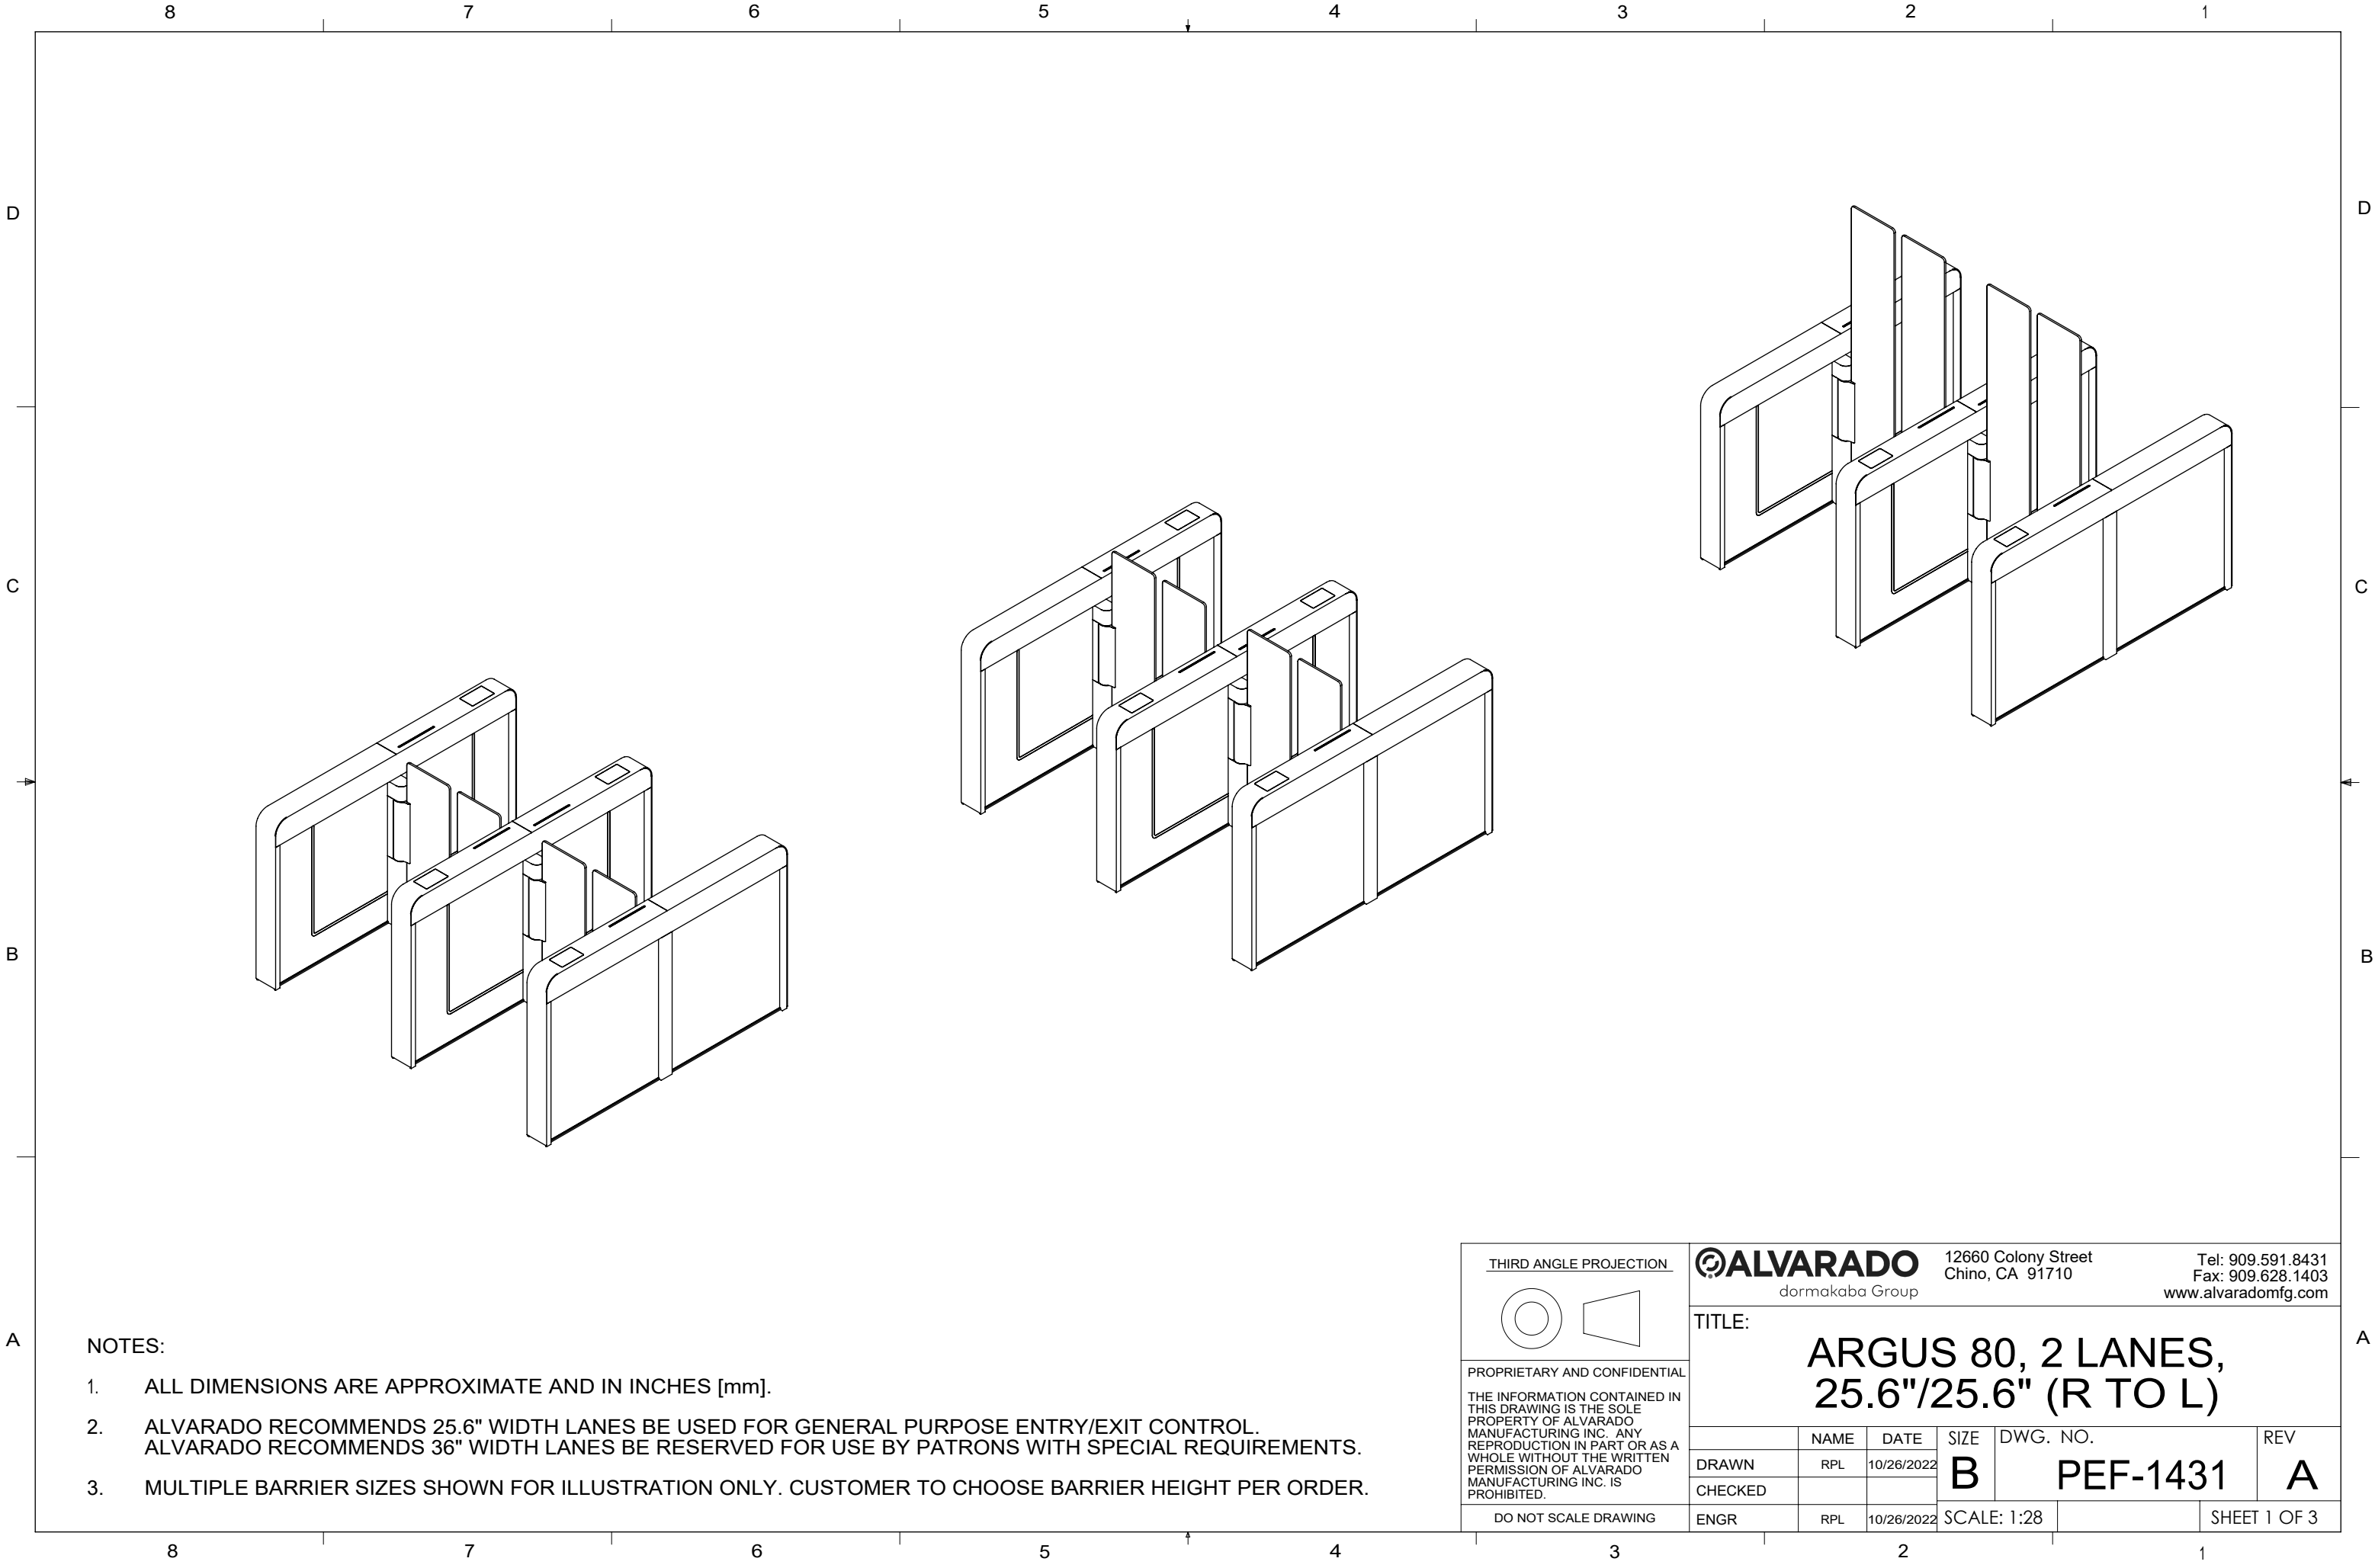 8 7 6 5 4 3 2 1
D D
C C
B B
A A
NOTES:
1. ALL DIMENSIONS ARE APPROXIMATE AND IN INCHES [mm].
2. ALVARADO RECOMMENDS 25.6" WIDTH LANES BE USED FOR GENERAL PURPOSE ENTRY/EXIT CONTROL.
ALVARADO RECOMMENDS 36" WIDTH LANES BE RESERVED FOR USE BY PATRONS WITH SPECIAL REQUIREMENTS.
3. MULTIPLE BARRIER SIZES SHOWN FOR ILLUSTRATION ONLY. CUSTOMER TO CHOOSE BARRIER HEIGHT PER ORDER.
THIRD ANGLE PROJECTION
PROPRIETARY AND CONFIDENTIAL
THE INFORMATION CONTAINED IN
THIS DRAWING IS THE SOLE
PROPERTY OF ALVARADO
MANUFACTURING INC. ANY
REPRODUCTION IN PART OR AS A
WHOLE WITHOUT THE WRITTEN
PERMISSION OF ALVARADO
MANUFACTURING INC. IS
PROHIBITED.
DO NOT SCALE DRAWING
ALVARADO
dormakaba Group
12660 Colony Street
Chino, CA 91710
Tel: 909.591.8431
Fax: 909.628.1403
www.alvaradomfg.com
TITLE:
ARGUS 80, 2 LANES,
25.6"/25.6" (R TO L)
NAME DATE
DRAWN RPL 10/26/2022
CHECKED
ENGR RPL 10/26/2022
SIZE
B
DWG. NO.
PEF-1431
REV
A
SCALE: 1:28
SHEET 1 OF 3
8 7 6 5 4 3 2 1